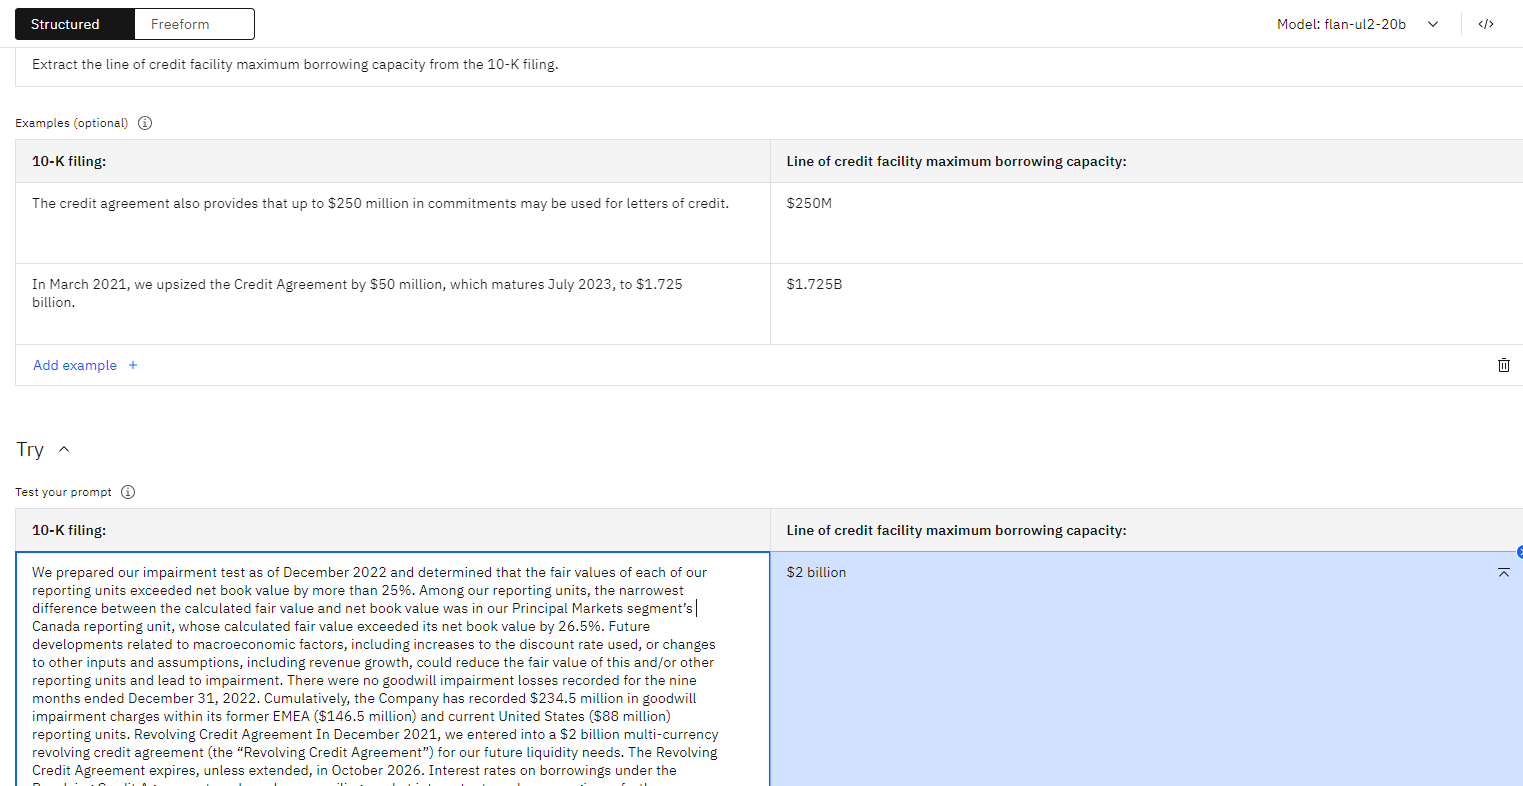 Structured
Freeform
Model: flan-ul2-20b
</>
Extract the line of credit facility maximum borrowing capacity from the 10-K filing.
Examples (optional)
10-K filing:
Line of credit facility maximum borrowing capacity:
The credit agreement also provides that up to $250 million in commitments may be used for letters of credit.
$250M
In March 2021, we upsized the Credit Agreement by $50 million, which matures July 2023, to $1.725
billion.
$1.725B
Add example +
Try
Test your prompt
10-K filing:
Line of credit facility maximum borrowing capacity:
We prepared our impairment test as of December 2022 and determined that the fair values of each of our
reporting units exceeded net book value by more than 25%. Among our reporting units, the narrowest
difference between the calculated fair value and net book value was in our Principal Markets segment’s
Canada reporting unit, whose calculated fair value exceeded its net book value by 26.5%. Future
developments related to macroeconomic factors, including increases to the discount rate used, or changes
to other inputs and assumptions, including revenue growth, could reduce the fair value of this and/or other
reporting units and lead to impairment. There were no goodwill impairment losses recorded for the nine
months ended December 31, 2022. Cumulatively, the Company has recorded $234.5 million in goodwill
impairment charges within its former EMEA ($146.5 million) and current United States ($88 million)
reporting units. Revolving Credit Agreement In December 2021, we entered into a $2 billion multi-currency
revolving credit agreement (the “Revolving Credit Agreement”) for our future liquidity needs. The Revolving
Credit Agreement expires, unless extended, in October 2026. Interest rates on borrowings under the
$2 billion